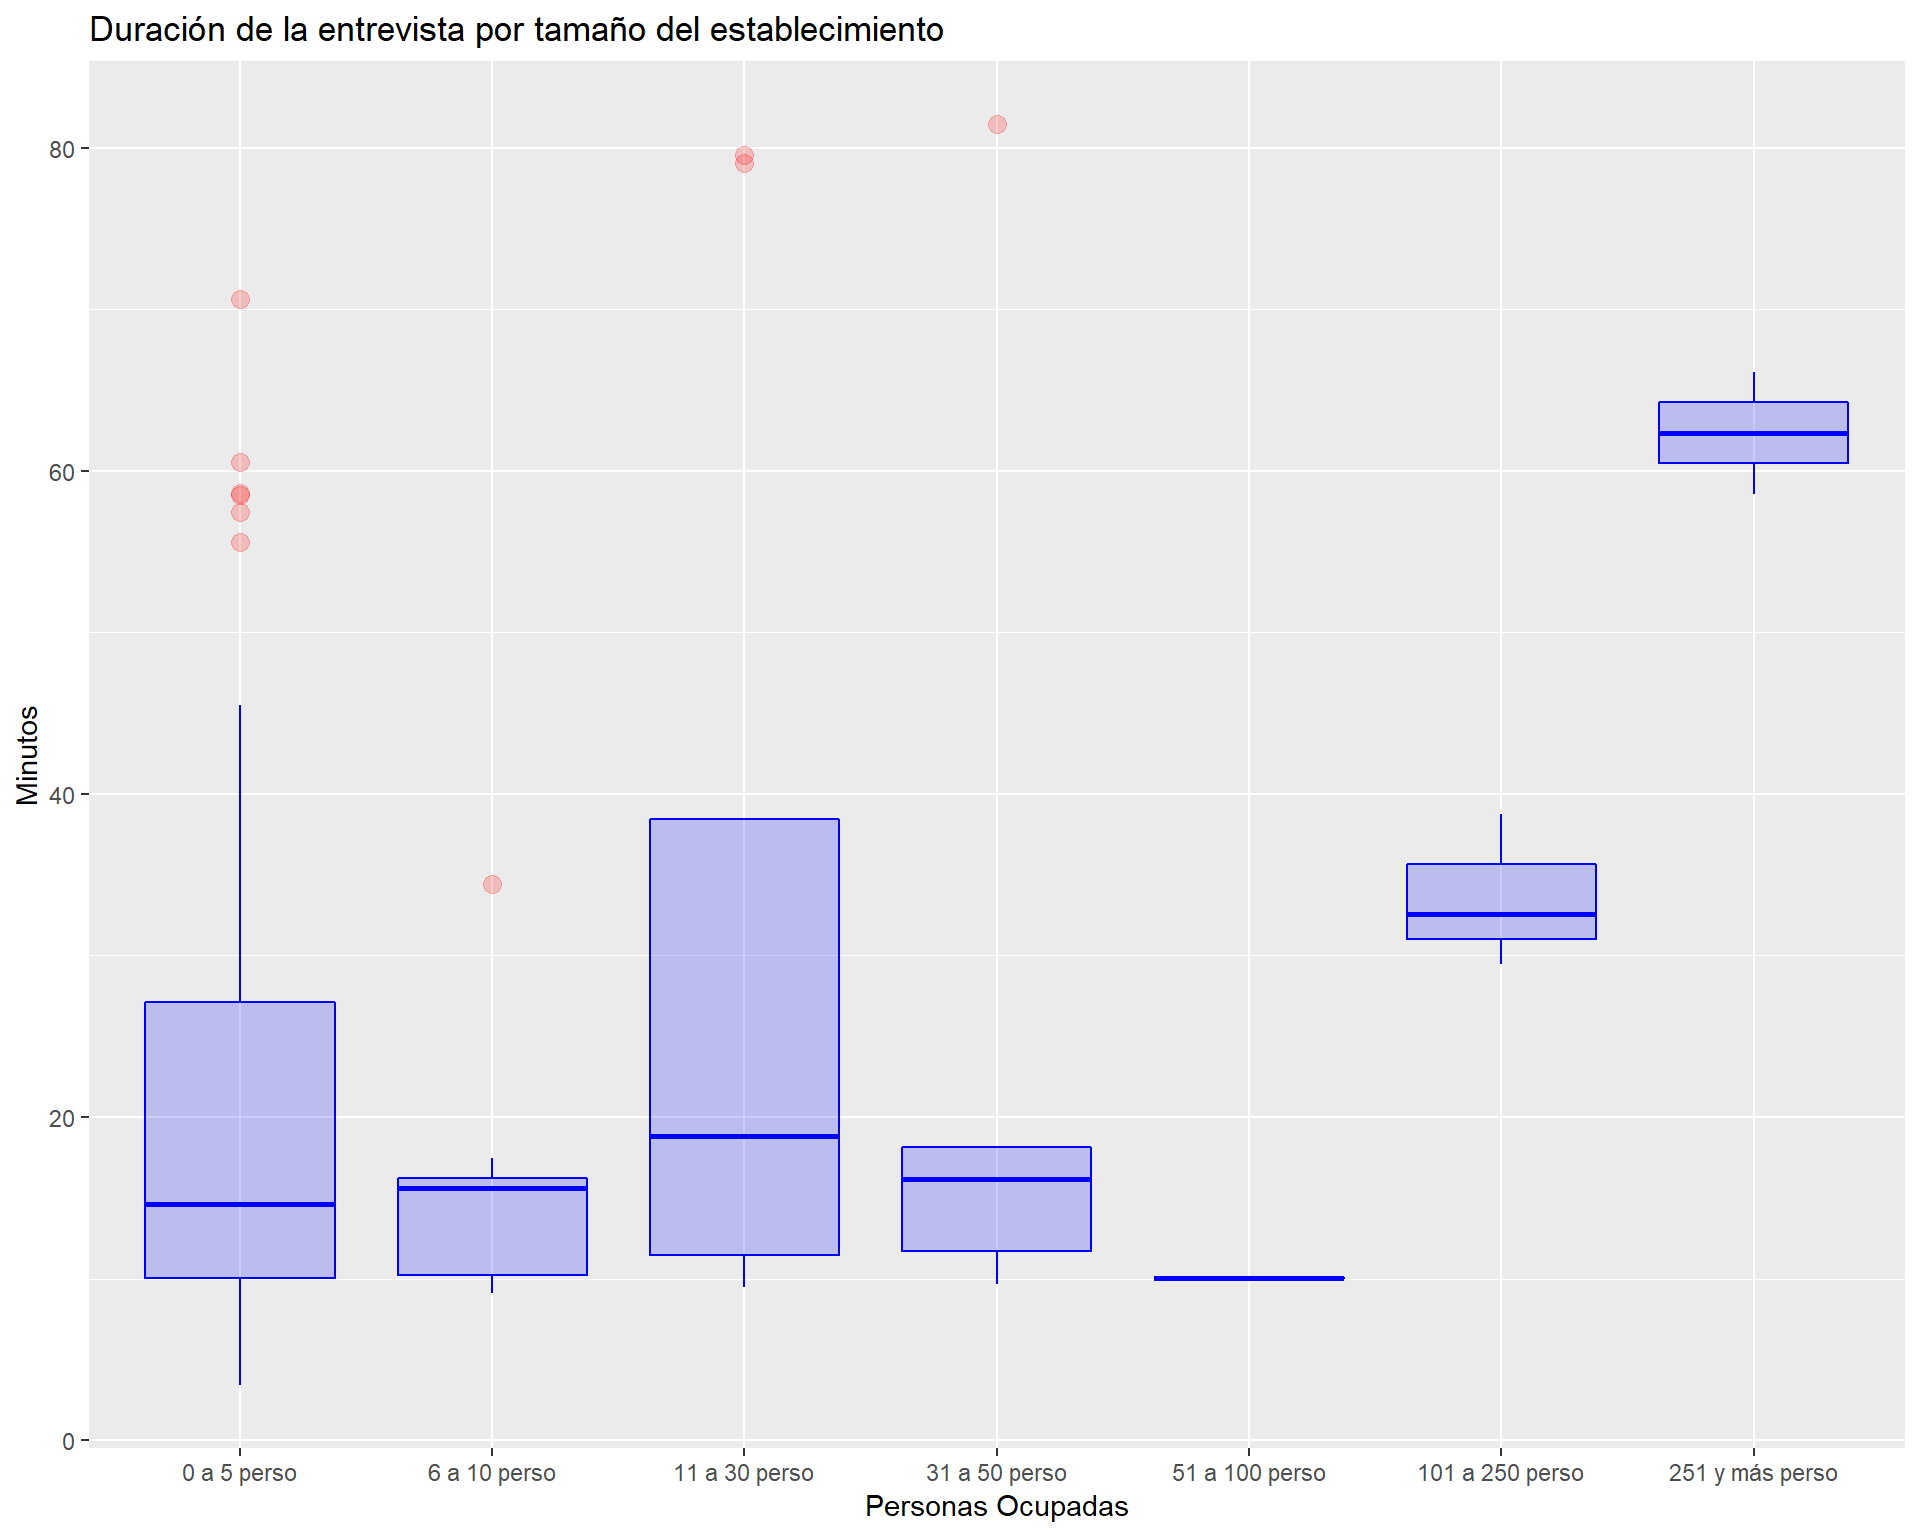 Duración de la entrevista por tamaño del establecimiento
Minutos
80
60
40
20
0
0 a 5 perso
6 a 10 perso
11 a 30 perso
31 a 50 perso
51 a 100 perso
101 a 250 perso
251 y más perso
Personas Ocupadas